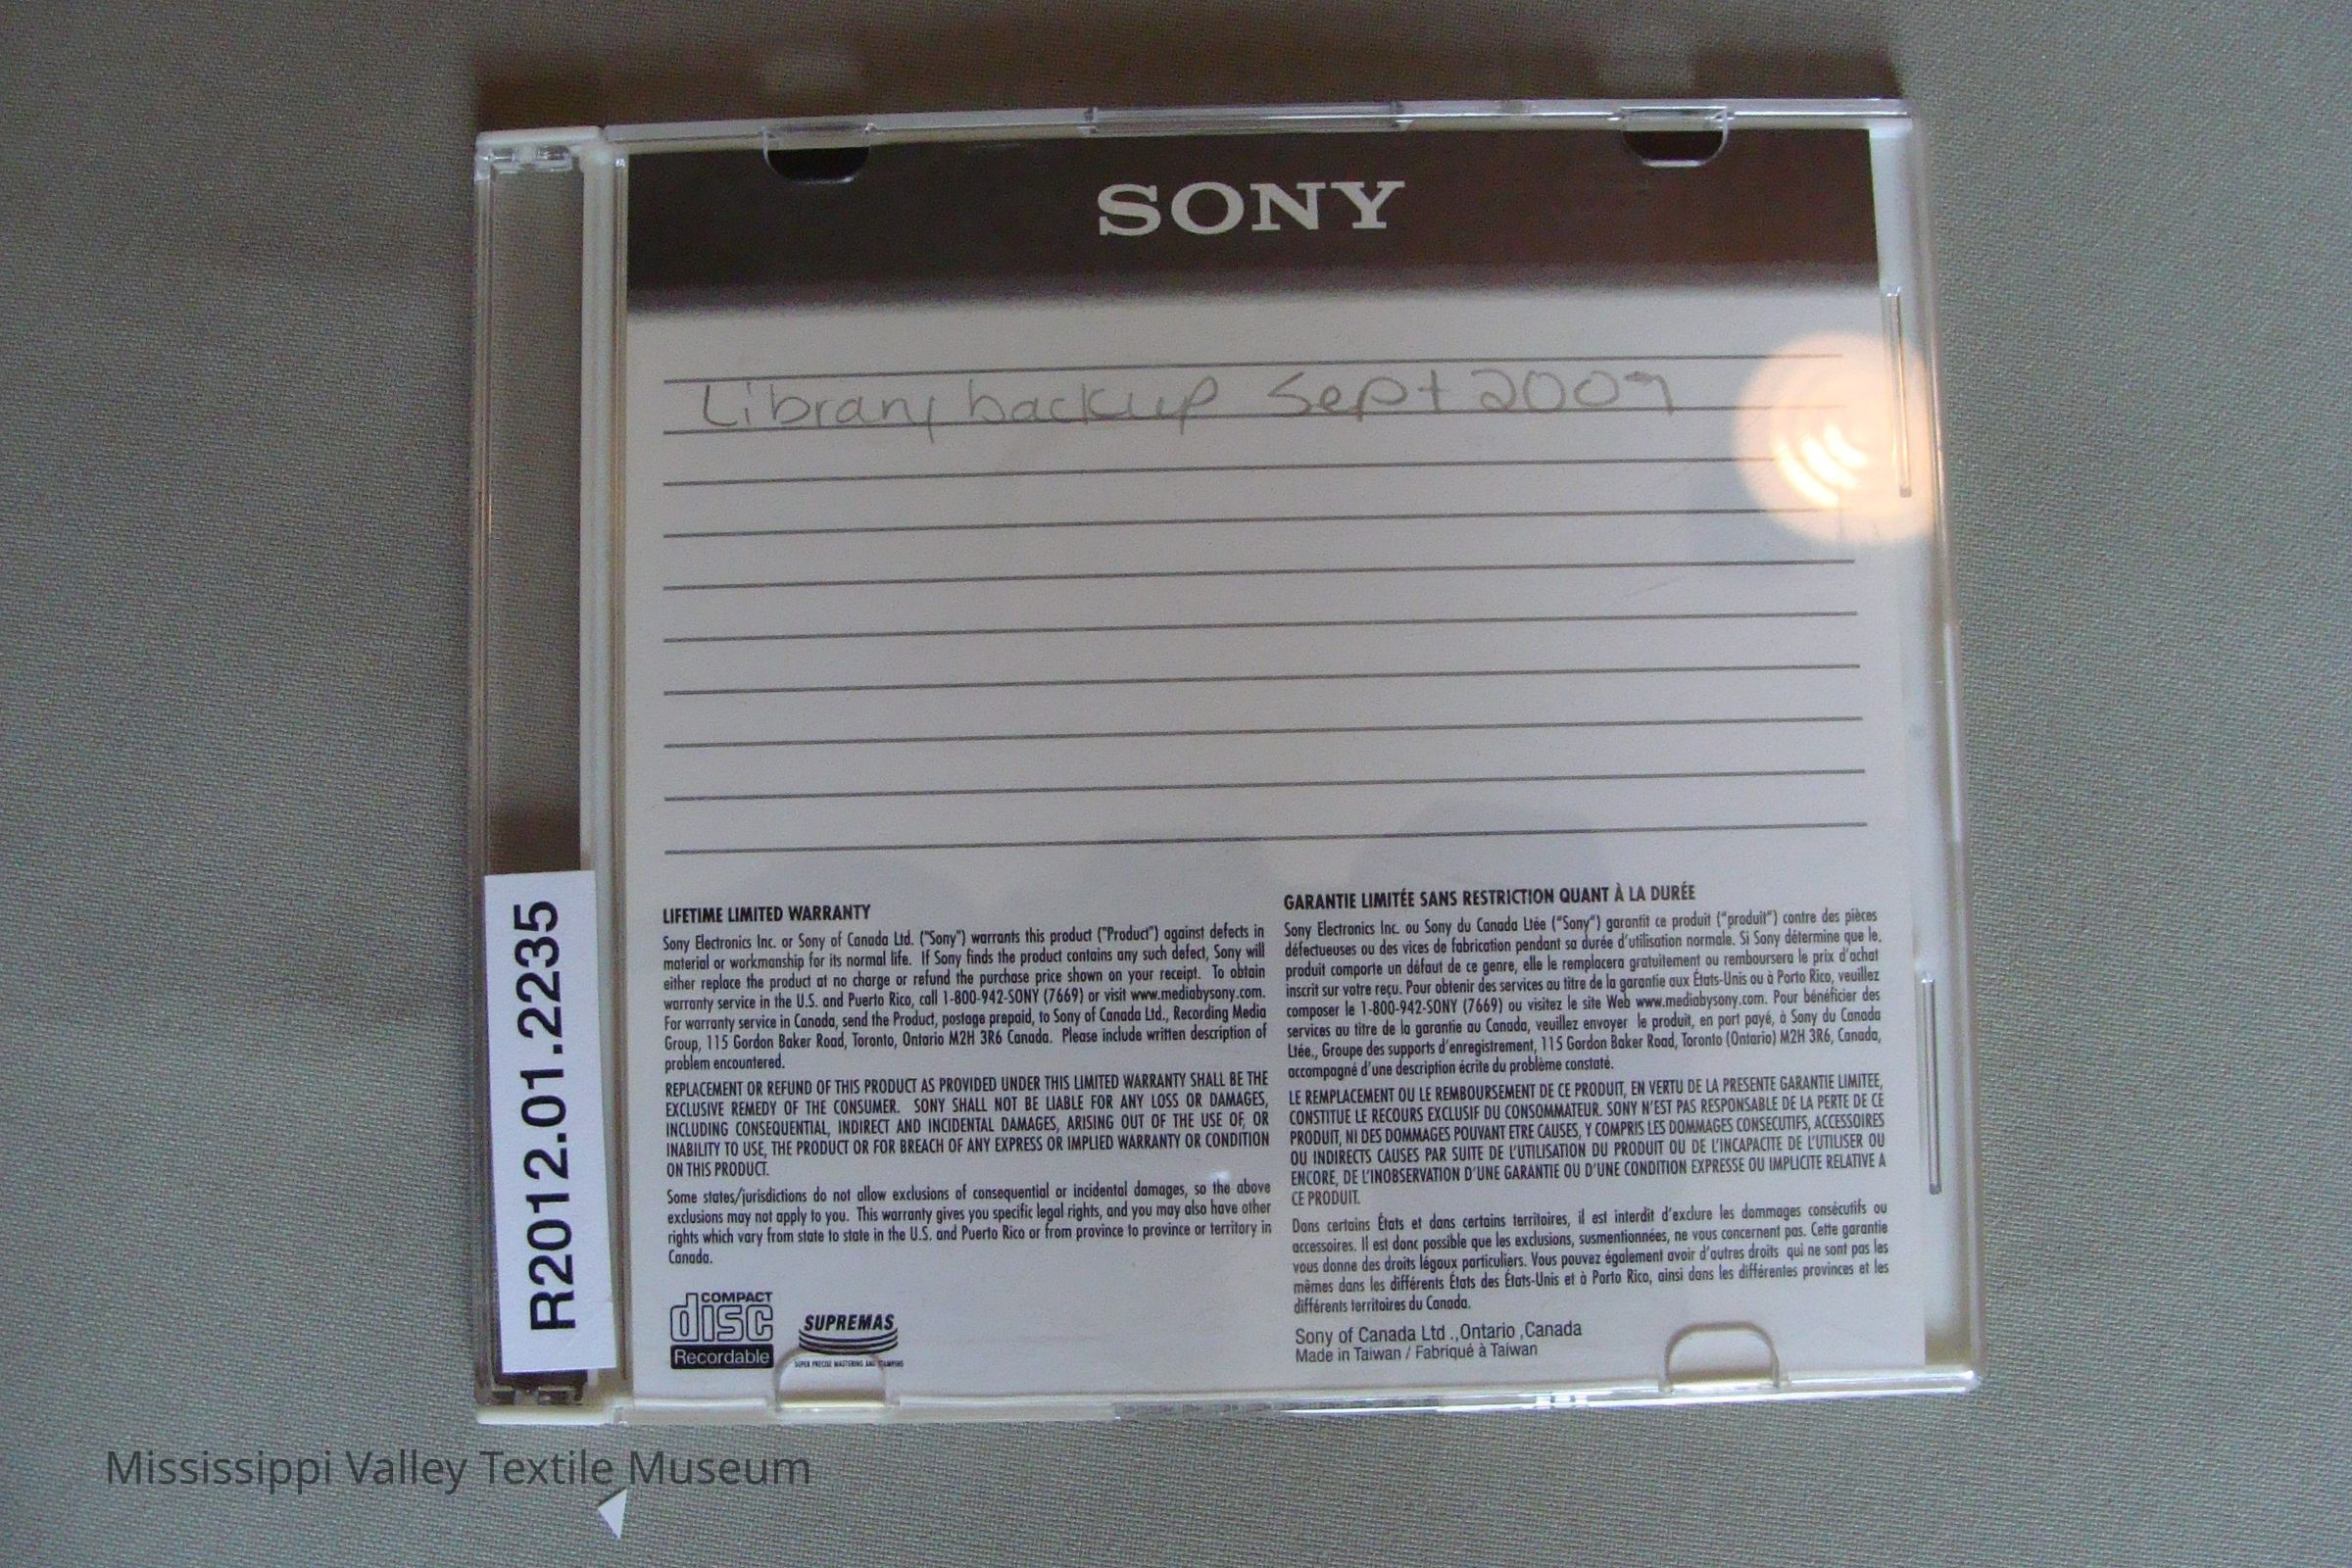 SONY
Library backup Sept 2009
R2012.01.2235
LIFETIME LIMITED WARRANTY
Sony Electronics Inc. or Sony of Canada Ltd. ("Sony") warrants this product ("Product") against defects in
material or workmanship for its normal life. If Sony finds the product contains any such defect, Sony will
either replace the product at no charge or refund the purchase price shown on your receipt. To obtain
warranty service in the U.S. and Puerto Rico, call 1-800-942-SONY (7669) or visit www.mediabysony.com.
For warranty service in Canada, send the Product, postage prepaid, to Sony of Canada Ltd., Recording Media
Group, 115 Gordon Baker Road, Toronto, Ontario M2H 3R6 Canada. Please include written description of
problem encountered.
REPLACEMENT OR REFUND OF THIS PRODUCT AS PROVIDED UNDER THIS LIMITED WARRANTY SHALL BE THE
EXCLUSIVE REMEDY OF THE CONSUMER. SONY SHALL NOT BE LIABLE FOR ANY LOSS OR DAMAGES,
INCLUDING CONSEQUENTIAL, INDIRECT AND INCIDENTAL DAMAGES, ARISING OUT OF THE USE OF, OR
INABILITY TO USE, THE PRODUCT OR FOR BREACH OF ANY EXPRESS OR IMPLIED WARRANTY OR CONDITION
ON THIS PRODUCT.
Some states/jurisdictions do not allow exclusions of consequential or incidental damages, so the above
exclusions may not apply to you. This warranty gives you specific legal rights, and you may also have other
rights which vary from state to state in the U.S. and Puerto Rico or from province to province or territory in
Canada.
COMPACT
disc
Recordable
SUPREMAS
SUPER PRECISE MASTERING AND STAMPING
GARANTIE LIMITÉE SANS RESTRICTION QUANT À LA DURÉE
Sony Electronics Inc. ou Sony du Canada Ltée ("Sony") garantit ce produit ("produit") contre des pièces
défectueuses ou des vices de fabrication pendant sa durée d'utilisation normale. Si Sony détermine que le
produit comporte un défaut de ce genre, elle le remplacera gratuitement ou remboursera le prix d'achat
inscrit sur votre reçu. Pour obtenir des services au titre de la garantie aux États-Unis ou à Porto Rico, veuillez
composer le 1-800-942-SONY (7669) ou visitez le site Web www.mediabysony.com. Pour bénéficier des
services au titre de la garantie au Canada, veuillez envoyer le produit, en port payé, à Sony du Canada
Ltée., Groupe des supports d'enregistrement, 115 Gordon Baker Road, Toronto (Ontario) M2H 3R6, Canada,
accompagné d'une description écrite du problème constaté.
LE REMPLACEMENT OU LE REMBOURSEMENT DE CE PRODUIT, EN VERTU DE LA PRESENTE GARANTIE LIMITEE,
CONSTITUE LE RECOURS EXCLUSIF DU CONSOMMATEUR. SONY N'EST PAS RESPONSABLE DE LA PERTE DE CE
PRODUIT, NI DES DOMMAGES POUVANT ETRE CAUSES, Y COMPRIS LES DOMMAGES CONSECUTIFS, ACCESSOIRES
OU INDIRECTS CAUSES PAR SUITE DE L'UTILISATION DU PRODUIT OU DE L'INCAPACITE DE L'UTILISER OU
ENCORE, DE L'INOBSERVATION D'UNE GARANTIE OU D'UNE CONDITION EXPRESSE OU IMPLICITE RELATIVE A
CE PRODUIT.
Dans certains États et dans certains territoires, il est interdit d'exclure les dommages consécutifs ou
accessoires. Il est donc possible que les exclusions, susmentionnées, ne vous concernent pas. Cette garantie
vous donne des droits légaux particuliers. Vous pouvez également avoir d'autres droits qui ne sont pas les
mêmes dans les différents États des États-Unis et à Porto Rico, ainsi dans les différentes provinces et les
différents territoires du Canada.
Sony of Canada Ltd .,Ontario ,Canada
Made in Taiwan / Fabriqué à Taiwan
Mississippi Valley Textile Museum